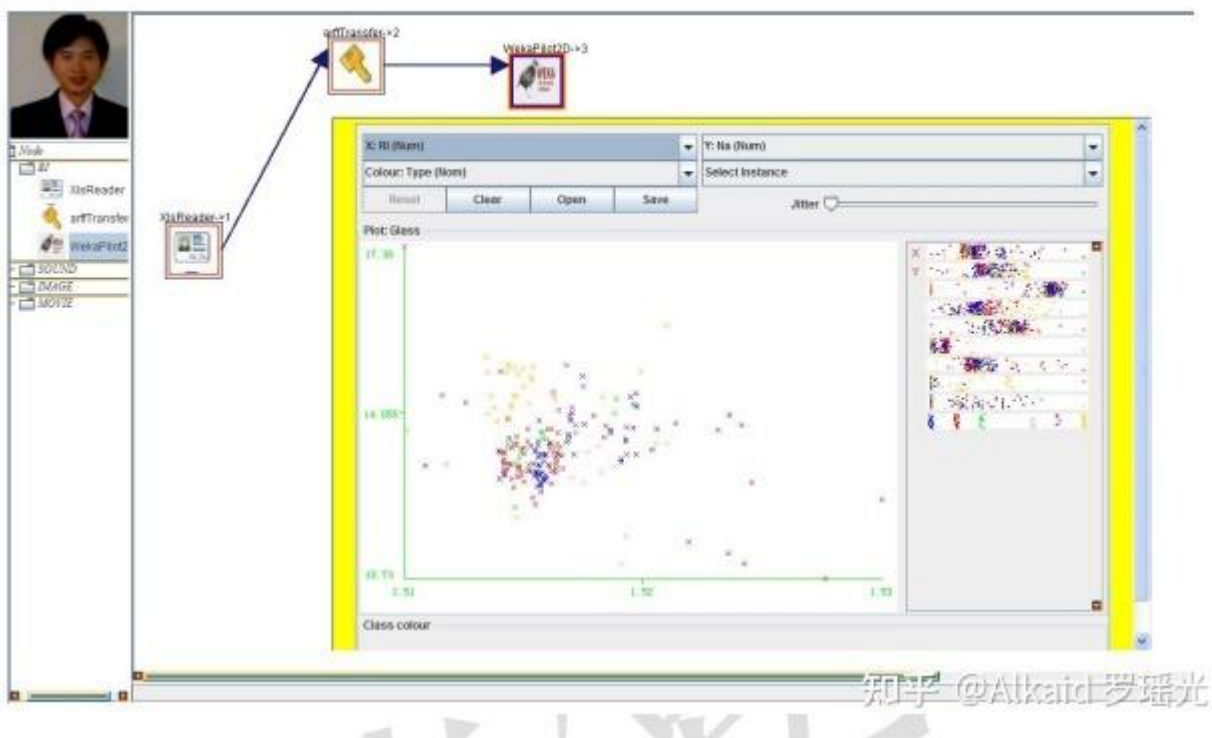 arffTransfer->2
WekaPilot2D->3
Node
BI
XlsReader
arffTransfer
WekaPilot2
SOUND
IMAGE
MOVIE
XlsReader->1
X: RI (Num)
Y: Na (Num)
Colour: Type (Nom)
Select Instance
Reset
Clear
Open
Save
Jitter
Plot: Glass
17.38
14.055
10.73
1.51
1.52
1.53
X
Y
Class colour
知乎 @Alkaid 罗瑶光